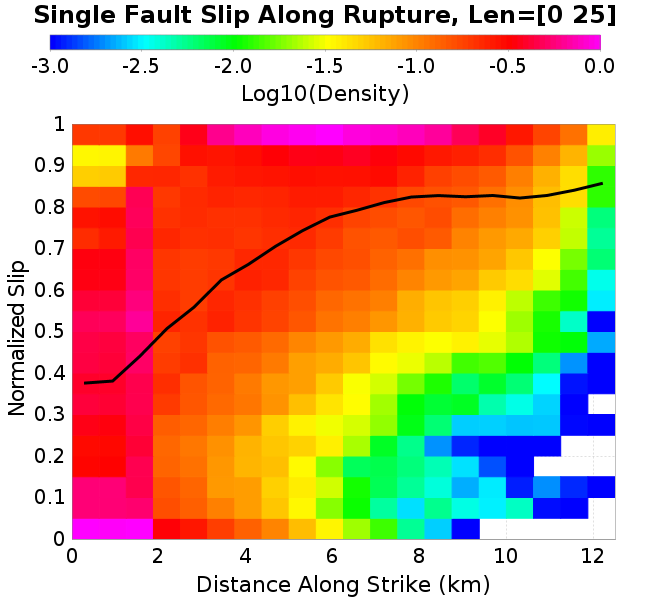 Single Fault Slip Along Rupture, Len=[0 25]
-3.0 -2.5 -2.0 -1.5 -1.0 -0.5 0.0
Log10(Density)
1
0.9
0.8
0.7
0.6
0.5
0.4
0.3
0.2
0.1
0
Normalized Slip
0 2 4 6 8 10 12
Distance Along Strike (km)